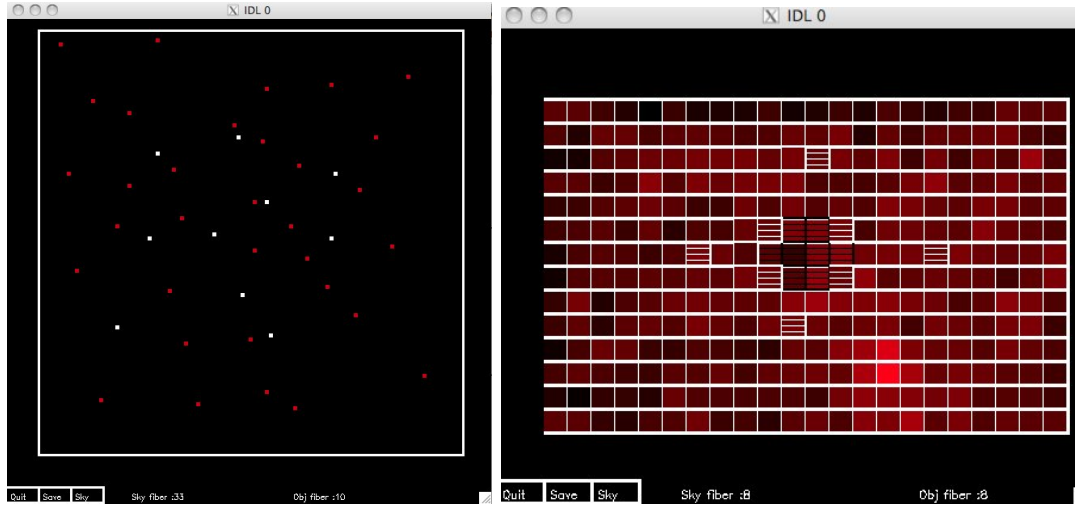 IDL 0
Quit Save Sky Sky fiber :33 Obj fiber :10
IDL 0
Quit Save Sky Sky fiber :8 Obj fiber :8